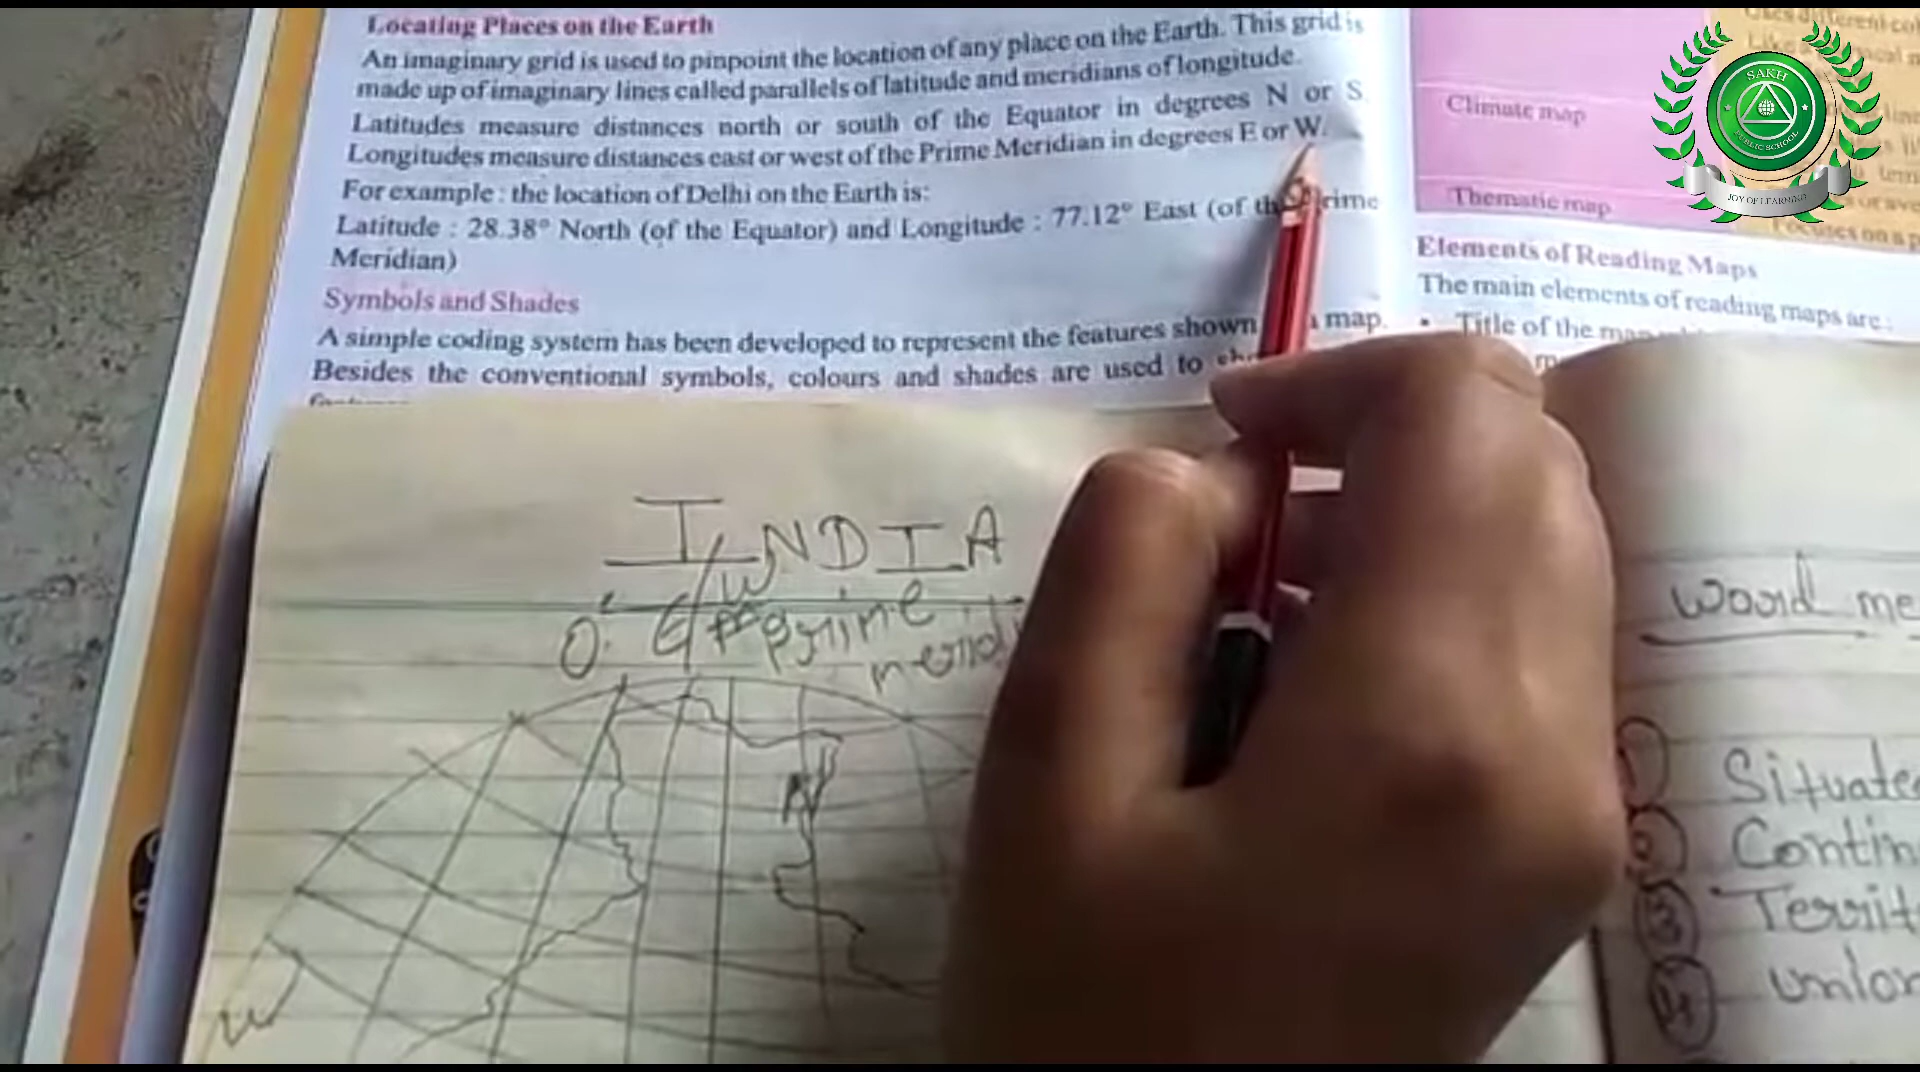 Locating Places on the Earth
An imaginary grid is used to pinpoint the location of any place on the Earth. This grid is
made up of imaginary lines called parallels of latitude and meridians of longitude.
Latitudes measure distances north or south of the Equator in degrees N or S.
Longitudes measure distances east or west of the Prime Meridian in degrees E or W.
For example : the location of Delhi on the Earth is:
Latitude : 28.38° North (of the Equator) and Longitude : 77.12° East (of the Prime
Meridian)
Symbols and Shades
A simple coding system has been developed to represent the features shown map.
Besides the conventional symbols, colours and shades are used to
Climate map
Thematic map
Focuses on a
Elements of Reading Maps
The main elements of reading maps are :
• Title of the map
SAKH
PUBLIC SCHOOL
JOY OF LEARNING
INDIA
W
0.
Prime
W
Word
Situate
Contin
Territ
Union